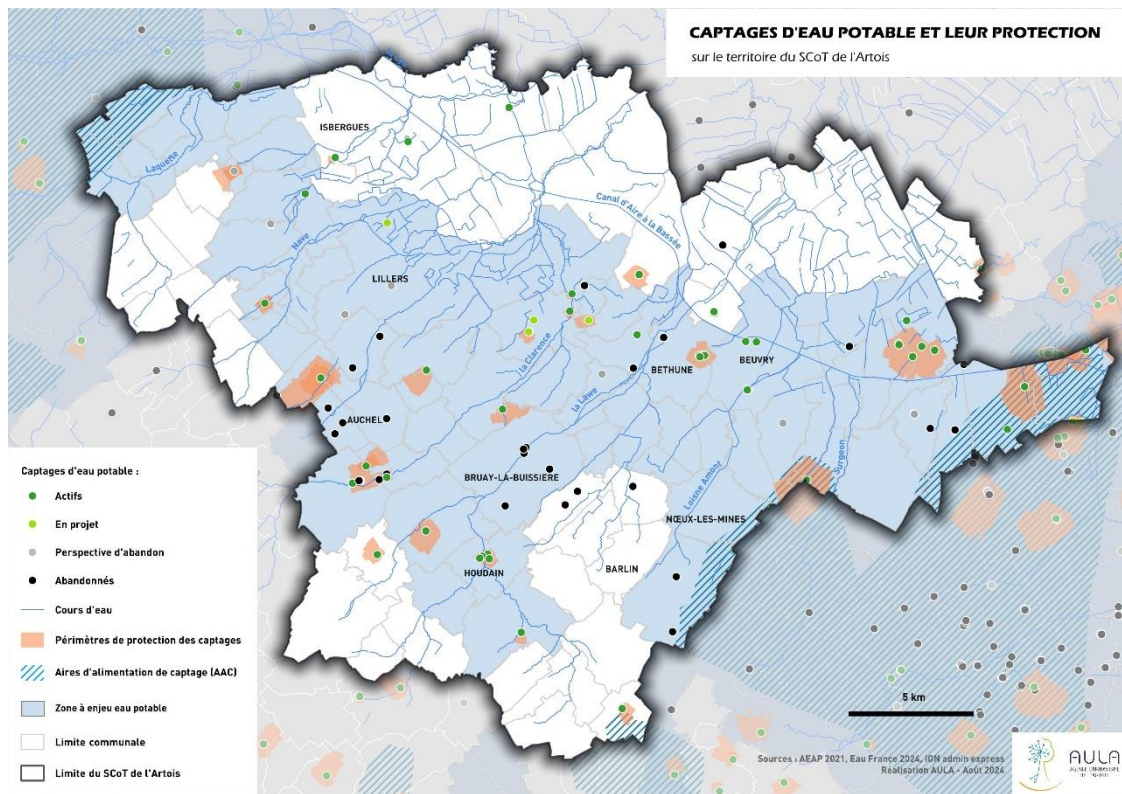 CAPTAGES D'EAU POTABLE ET LEUR PROTECTION
sur le territoire du SCoT de l'Artois
ISBERGUES
Laquette
Canal d'Aire à la Bassée
Nave
LILLERS
la Clarence
BETHUNE
BEUVRY
la Lawe
AUCHEL
BRUAY-LA-BUISSIÈRE
Loisne Amont
Surgeon
NŒUX-LES-MINES
HOUDAIN
BARLIN
Captages d'eau potable :
Actifs
En projet
Perspective d'abandon
Abandonnés
Cours d'eau
Périmètres de protection des captages
Aires d'alimentation de captage (AAC)
Zone à enjeu eau potable
Limite communale
Limite du SCoT de l'Artois
5 km
Sources : AEAP 2021, Eau France 2024, IGN admin express
Réalisation AULA - Août 2024
AULA